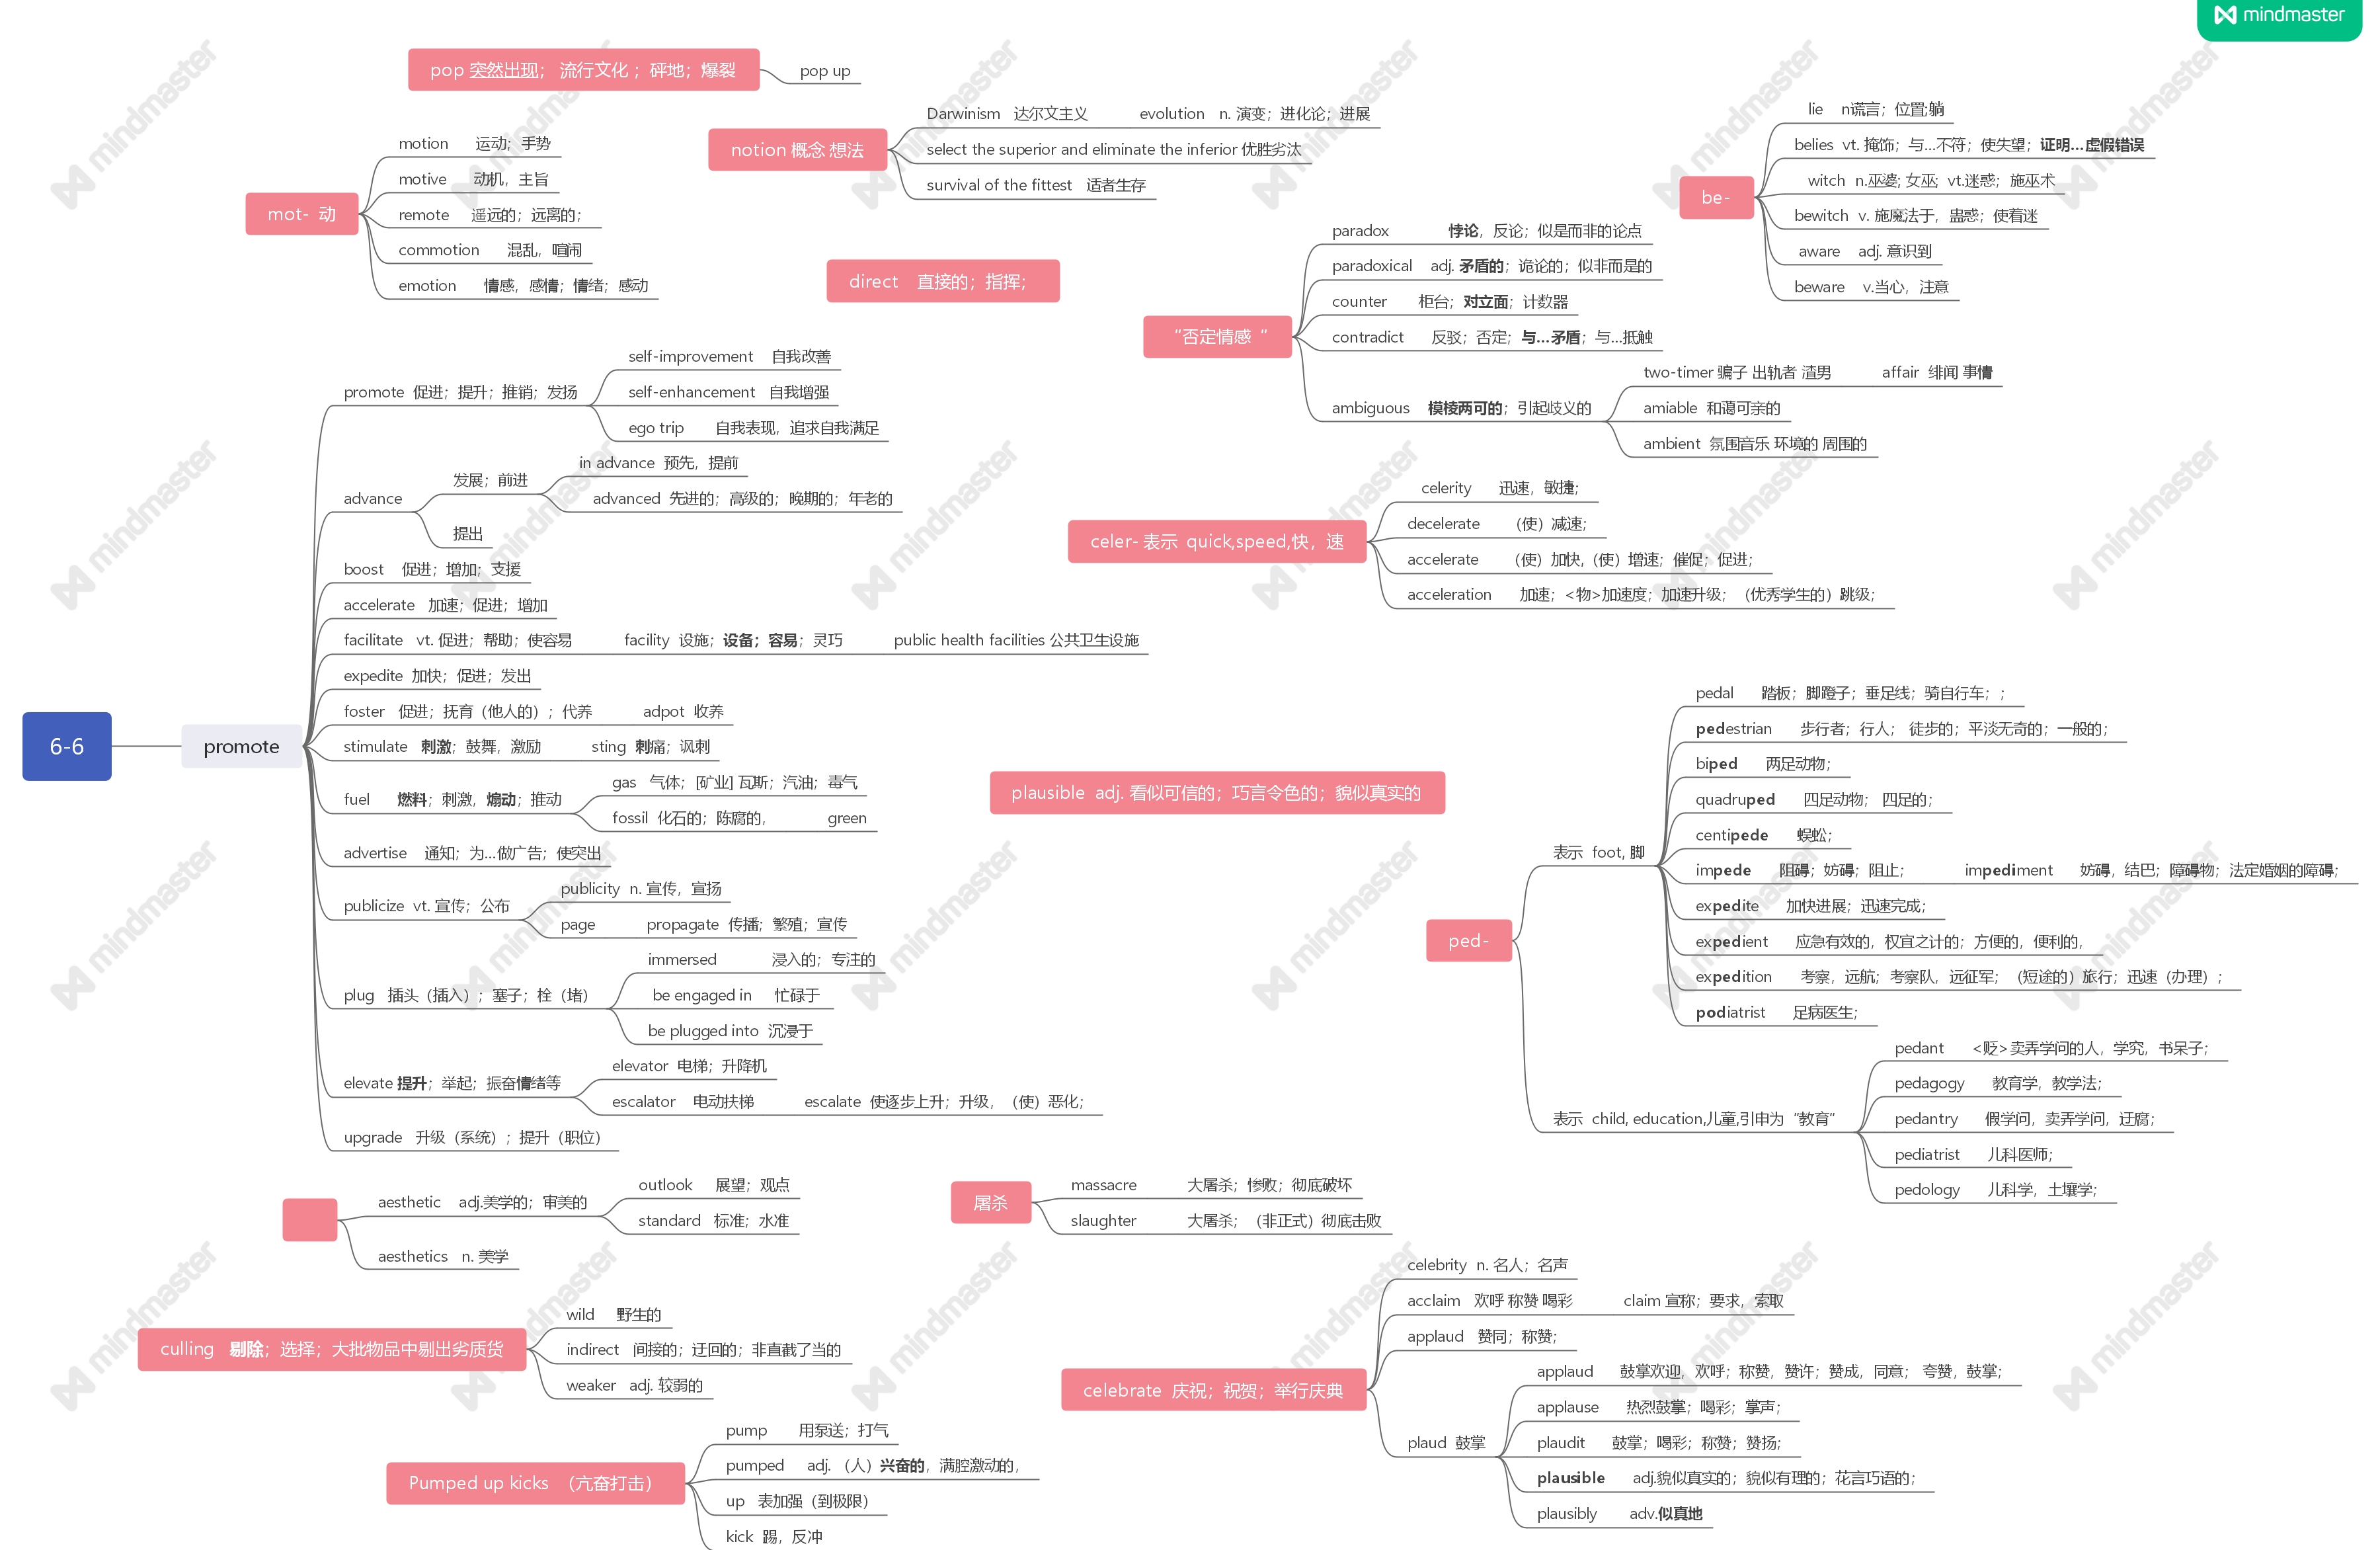 mindmaster
pop 突然出现； 流行文化 ；砰地；爆裂
pop up
mot- 动
motion 运动；手势
motive 动机，主旨
remote 遥远的；远离的；
commotion 混乱，喧闹
emotion 情感，感情；情绪；感动
notion 概念 想法
Darwinism 达尔文主义 evolution n. 演变；进化论；进展
select the superior and eliminate the inferior 优胜劣汰
survival of the fittest 适者生存
be-
lie n谎言；位置;躺
belies vt. 掩饰；与...不符；使失望；证明...虚假错误
witch n.巫婆; 女巫; vt.迷惑；施巫术
bewitch v. 施魔法于，蛊惑；使着迷
aware adj. 意识到
beware v.当心，注意
direct 直接的；指挥；
“否定情感 ”
paradox 悖论，反论；似是而非的论点
paradoxical adj. 矛盾的；诡论的；似非而是的
counter 柜台；对立面；计数器
contradict 反驳；否定；与...矛盾；与...抵触
ambiguous 模棱两可的；引起歧义的
two-timer 骗子 出轨者 渣男 affair 绯闻 事情
amiable 和蔼可亲的
ambient 氛围音乐 环境的 周围的
celer- 表示 quick,speed,快，速
celerity 迅速，敏捷；
decelerate （使）减速；
accelerate （使）加快，（使）增速；催促；促进；
acceleration 加速；<物>加速度；加速升级；（优秀学生的）跳级；
6-6
promote
promote 促进；提升；推销；发扬
self-improvement 自我改善
self-enhancement 自我增强
ego trip 自我表现，追求自我满足
advance
发展；前进
in advance 预先，提前
advanced 先进的；高级的；晚期的；年老的
提出
boost 促进；增加；支援
accelerate 加速；促进；增加
facilitate vt. 促进；帮助；使容易 facility 设施；设备；容易；灵巧 public health facilities 公共卫生设施
expedite 加快；促进；发出
foster 促进；抚育（他人的）；代养 adpot 收养
stimulate 刺激；鼓舞，激励 sting 刺痛；讽刺
fuel 燃料；刺激，煽动；推动
gas 气体；[矿业] 瓦斯；汽油；毒气
fossil 化石的；陈腐的， green
advertise 通知；为...做广告；使突出
publicize vt. 宣传；公布
publicity n. 宣传，宣扬
page propagate 传播；繁殖；宣传
plug 插头（插入）；塞子；栓（堵）
immersed 浸入的；专注的
be engaged in 忙碌于
be plugged into 沉浸于
elevate 提升；举起；振奋情绪等
elevator 电梯；升降机
escalator 电动扶梯 escalate 使逐步上升；升级，（使）恶化；
upgrade 升级（系统）；提升（职位）
plausible adj. 看似可信的；巧言令色的；貌似真实的
ped-
表示 foot, 脚
pedal 踏板；脚蹬子；垂足线；骑自行车；；
pedestrian 步行者；行人； 徒步的；平淡无奇的；一般的；
biped 两足动物；
quadruped 四足动物； 四足的；
centipede 蜈蚣；
impede 阻碍；妨碍；阻止； impediment 妨碍，结巴；障碍物；法定婚姻的障碍；
expedite 加快进展；迅速完成；
expedient 应急有效的，权宜之计的；方便的，便利的，
expedition 考察，远航；考察队，远征军；（短途的）旅行；迅速（办理）；
podiatrist 足病医生；
表示 child, education,儿童,引申为 “教育”
pedant <贬>卖弄学问的人，学究，书呆子；
pedagogy 教育学，教学法；
pedantry 假学问，卖弄学问，迂腐；
pediatrist 儿科医师；
pedology 儿科学，土壤学；
aesthetic adj.美学的；审美的
outlook 展望；观点
standard 标准；水准
aesthetics n. 美学
屠杀
massacre 大屠杀；惨败；彻底破坏
slaughter 大屠杀；（非正式）彻底击败
culling 剔除；选择；大批物品中剔出劣质货
wild 野生的
indirect 间接的；迂回的；非直截了当的
weaker adj. 较弱的
celebrate 庆祝；祝贺；举行庆典
celebrity n. 名人；名声
acclaim 欢呼 称赞 喝彩 claim 宣称；要求，索取
applaud 赞同；称赞；
plaud 鼓掌
applaud 鼓掌欢迎，欢呼；称赞，赞许；赞成，同意； 夸赞，鼓掌；
applause 热烈鼓掌；喝彩；掌声；
plaudit 鼓掌；喝彩；称赞；赞扬；
plausible adj.貌似真实的；貌似有理的；花言巧语的；
plausibly adv.似真地
Pumped up kicks （亢奋打击）
pump 用泵送；打气
pumped adj. （人）兴奋的，满腔激动的，
up 表加强（到极限）
kick 踢，反冲